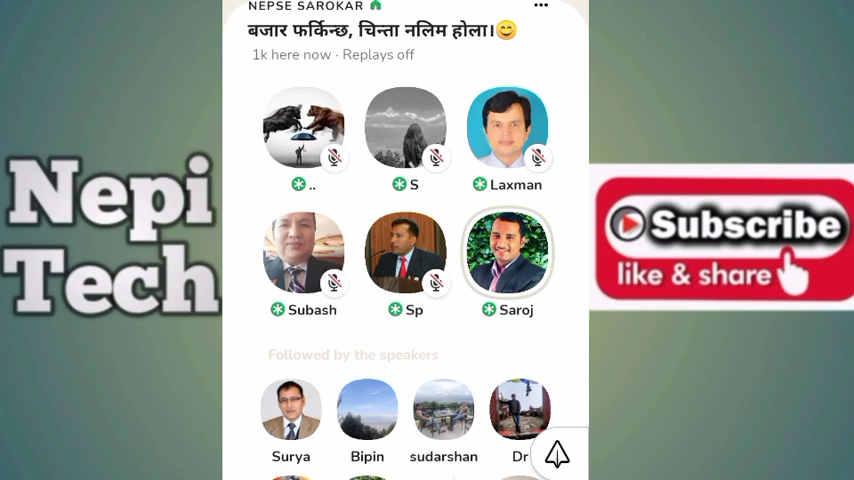 NEPSE SAROKAR
बजार फर्किन्छ, चिन्ता नलिम होला।😊
1k here now · Replays off
..
S
Laxman
Subash
Sp
Saroj
Followed by the speakers
Surya
Bipin
sudarshan
Dr
Nepi
Tech
Subscribe
like & share